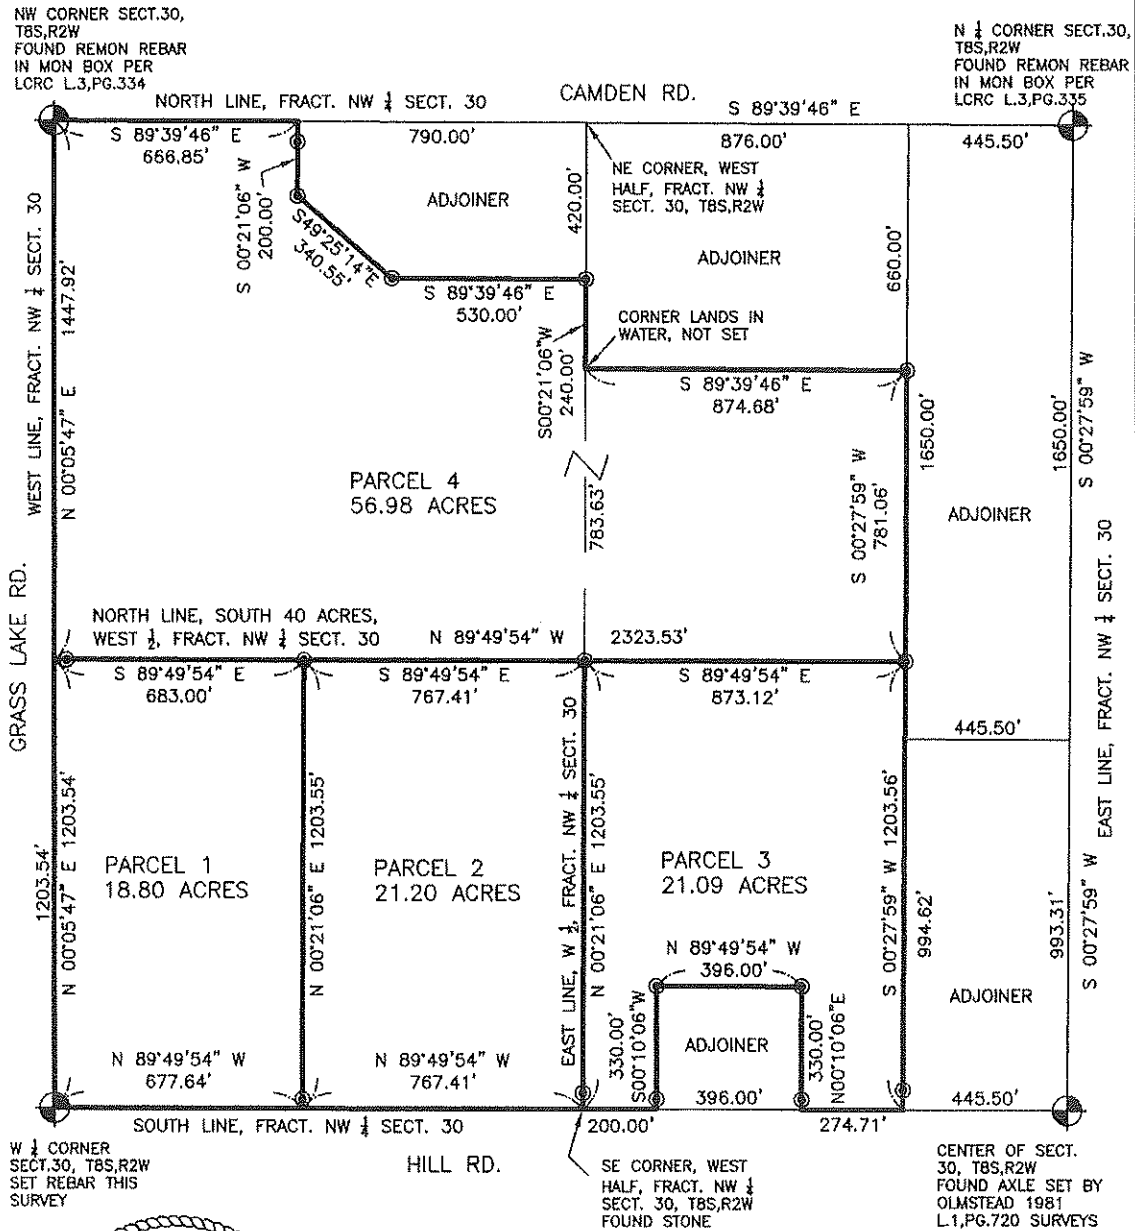 NW CORNER SECT.30,
T8S,R2W
FOUND REMON REBAR
IN MON BOX PER
LCRC L.3,PG.334
N ¼ CORNER SECT.30,
T8S,R2W
FOUND REMON REBAR
IN MON BOX PER
LCRC L.3,PG.335
NORTH LINE, FRACT. NW ¼ SECT. 30
CAMDEN RD.
S 89°39'46" E
S 89°39'46" E
666.85'
790.00'
876.00'
445.50'
S 00°21'06" W
200.00'
S49°25'14"E
340.55'
ADJOINER
420.00'
NE CORNER, WEST
HALF, FRACT. NW ¼
SECT. 30, T8S,R2W
ADJOINER
660.00'
S 89°39'46" E
530.00'
CORNER LANDS IN
WATER, NOT SET
S00°21'06"W
240.00'
S 89°39'46" E
874.68'
WEST LINE, FRACT. NW ¼ SECT. 30
N 00°05'47" E 1447.92'
PARCEL 4
56.98 ACRES
783.63'
S 00°27'59" W
781.06'
1650.00'
ADJOINER
1650.00'
S 00°27'59" W
EAST LINE, FRACT. NW ¼ SECT. 30
GRASS LAKE RD.
NORTH LINE, SOUTH 40 ACRES,
WEST ½, FRACT. NW ¼ SECT. 30
N 89°49'54" W 2323.53'
S 89°49'54" E
683.00'
S 89°49'54" E
767.41'
S 89°49'54" E
873.12'
445.50'
1203.54'
N 00°05'47" E 1203.54'
PARCEL 1
18.80 ACRES
N 00°21'06" E 1203.55'
PARCEL 2
21.20 ACRES
EAST LINE, W ½, FRACT. NW ¼ SECT. 30
N 00°21'06" E 1203.55'
PARCEL 3
21.09 ACRES
S 00°27'59" W 1203.56'
994.62'
993.31'
S 00°27'59" W
N 89°49'54" W
396.00'
330.00'
S00°10'06"W
ADJOINER
330.00'
N00°10'06"E
ADJOINER
N 89°49'54" W
677.64'
N 89°49'54" W
767.41'
396.00'
445.50'
SOUTH LINE, FRACT. NW ¼ SECT. 30
200.00'
274.71'
W ¼ CORNER
SECT.30, T8S,R2W
SET REBAR THIS
SURVEY
HILL RD.
SE CORNER, WEST
HALF, FRACT. NW ¼
SECT. 30, T8S,R2W
FOUND STONE
CENTER OF SECT.
30, T8S,R2W
FOUND AXLE SET BY
OLMSTEAD 1981
L.1,PG.720 SURVEYS